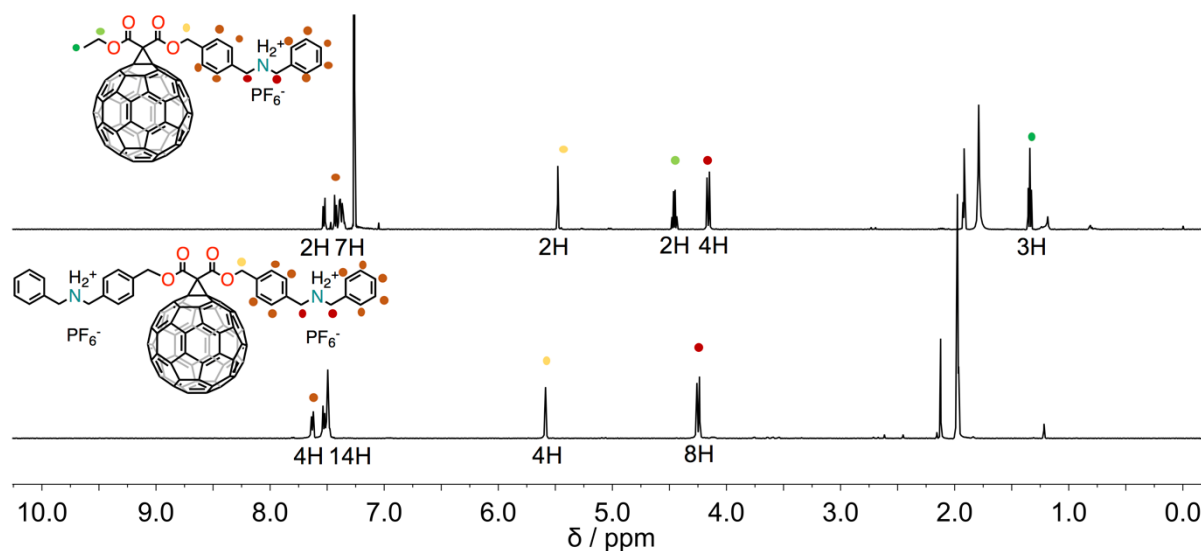 O O
O O
H₂⁺
N
PF₆⁻
2H 7H 2H 2H 4H 3H
O O
H₂⁺ O O H₂⁺
N N
PF₆⁻ PF₆⁻
4H 14H 4H 8H
10.0 9.0 8.0 7.0 6.0 5.0 4.0 3.0 2.0 1.0 0.0
δ / ppm